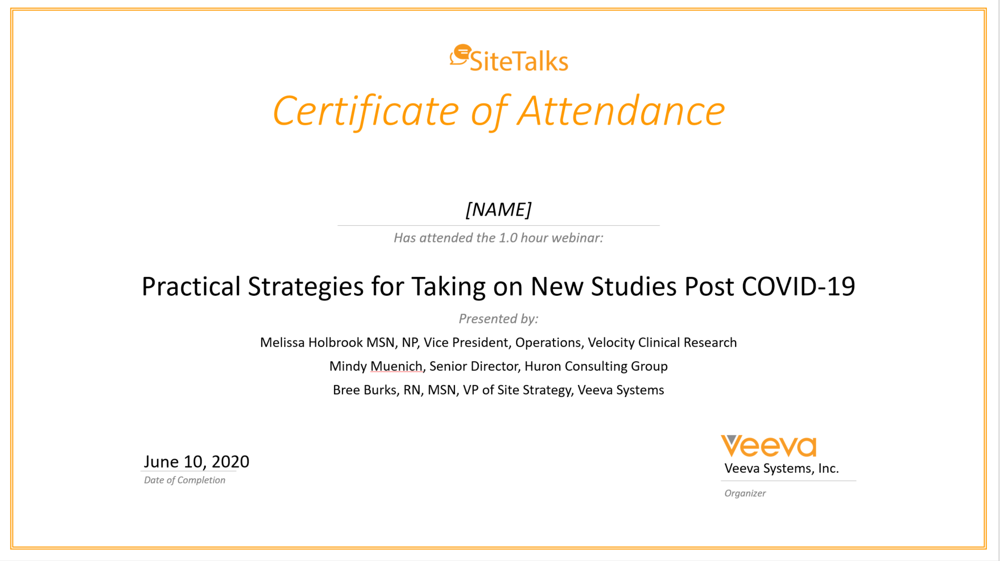 SiteTalks
Certificate of Attendance
[NAME]
Has attended the 1.0 hour webinar:
Practical Strategies for Taking on New Studies Post COVID-19
Presented by:
Melissa Holbrook MSN, NP, Vice President, Operations, Velocity Clinical Research
Mindy Muenich, Senior Director, Huron Consulting Group
Bree Burks, RN, MSN, VP of Site Strategy, Veeva Systems
June 10, 2020
Date of Completion
Veeva
Veeva Systems, Inc.
Organizer